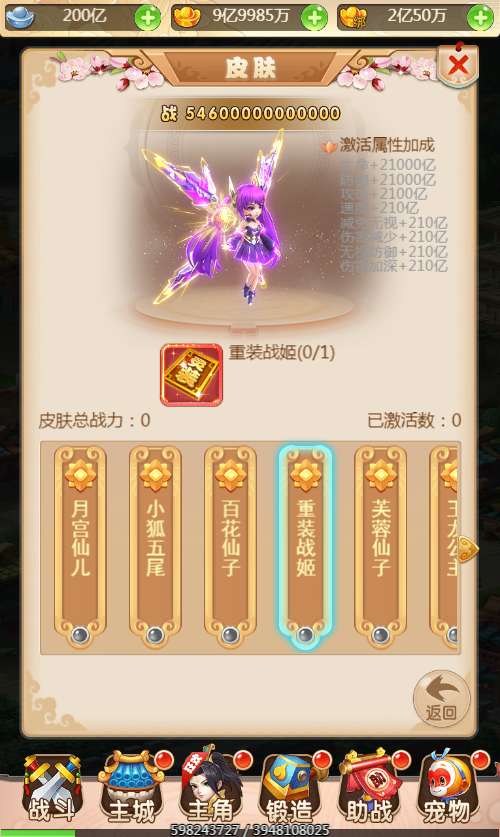 200亿
9亿9985万
2亿50万
皮肤
战 54600000000000
激活属性加成
+21000亿
+21000亿
+2100亿
+210亿
+210亿
+210亿
+210亿
+210亿
重装战姬(0/1)
皮肤总战力：0
已激活数：0
月宫仙儿
小狐五尾
百花仙子
重装战姬
芙蓉仙子
返回
战斗
主城
主角
锻造
助战
宠物
598243727 / 3948108025